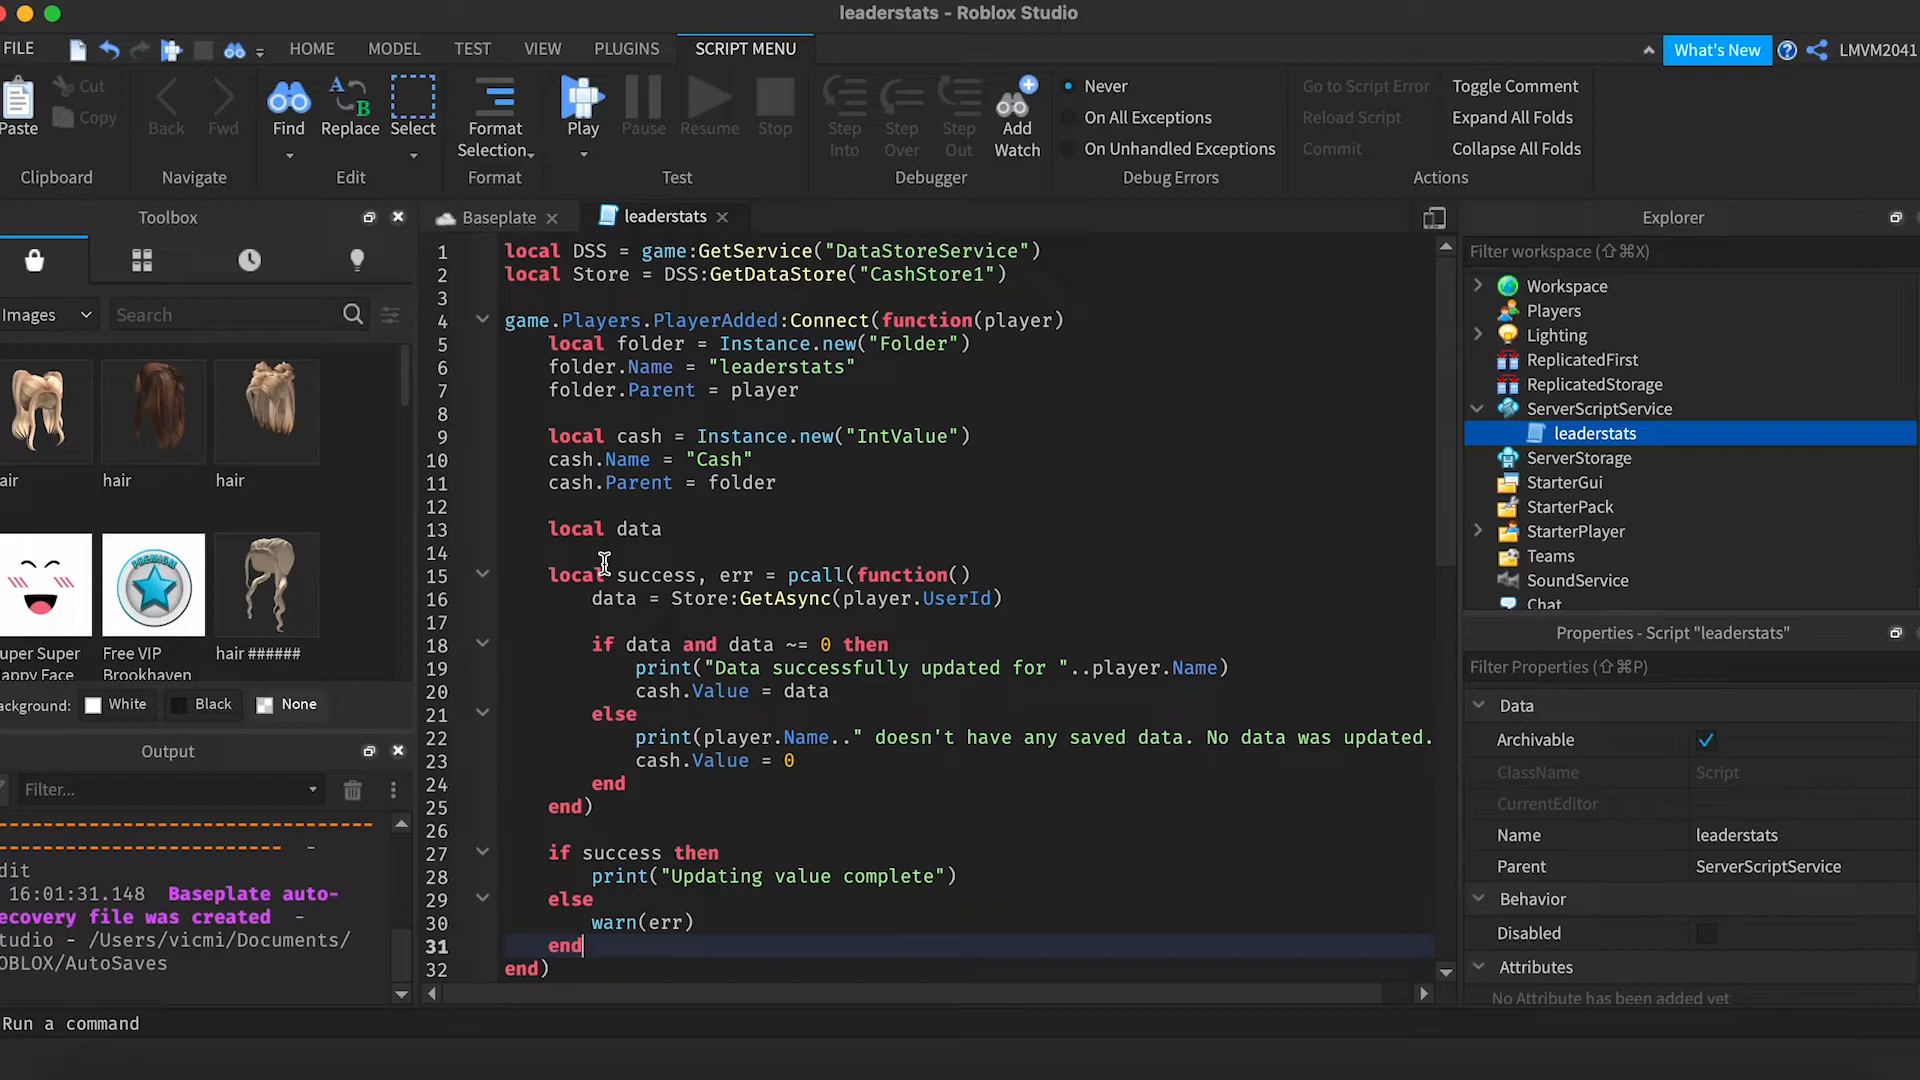 leaderstats - Roblox Studio
FILE
HOME
MODEL
TEST
VIEW
PLUGINS
SCRIPT MENU
What's New
LMVM2041
Paste
Cut
Copy
Clipboard
Back
Fwd
Navigate
Find
Replace
Select
Edit
Format
Selection
Format
Play
Pause
Resume
Stop
Test
Step
Into
Step
Over
Step
Out
Add
Watch
Debugger
Never
On All Exceptions
On Unhandled Exceptions
Debug Errors
Go to Script Error
Reload Script
Commit
Toggle Comment
Expand All Folds
Collapse All Folds
Actions
Toolbox
Images
Search
air
hair
hair
uper Super
appy Face
Free VIP
Brookhaven
hair ######
ackground:
White
Black
None
Output
Filter...
dit
16:01:31.148 Baseplate auto-
ecovery file was created -
tudio - /Users/vicmi/Documents/
OBLOX/AutoSaves
Run a command
Baseplate
leaderstats
1 local DSS = game:GetService("DataStoreService")
2 local Store = DSS:GetDataStore("CashStore1")
3
4 game.Players.PlayerAdded:Connect(function(player)
5 local folder = Instance.new("Folder")
6 folder.Name = "leaderstats"
7 folder.Parent = player
8
9 local cash = Instance.new("IntValue")
10 cash.Name = "Cash"
11 cash.Parent = folder
12
13 local data
14
15 local success, err = pcall(function()
16 data = Store:GetAsync(player.UserId)
17
18 if data and data ~= 0 then
19 print("Data successfully updated for "..player.Name)
20 cash.Value = data
21 else
22 print(player.Name.." doesn't have any saved data. No data was updated.
23 cash.Value = 0
24 end
25 end)
26
27 if success then
28 print("Updating value complete")
29 else
30 warn(err)
31 end
32 end)
Explorer
Filter workspace (⇧⌘X)
Workspace
Players
Lighting
ReplicatedFirst
ReplicatedStorage
ServerScriptService
leaderstats
ServerStorage
StarterGui
StarterPack
StarterPlayer
Teams
SoundService
Chat
Properties - Script "leaderstats"
Filter Properties (⇧⌘P)
Data
Archivable
ClassName Script
CurrentEditor
Name leaderstats
Parent ServerScriptService
Behavior
Disabled
Attributes
No Attribute has been added yet